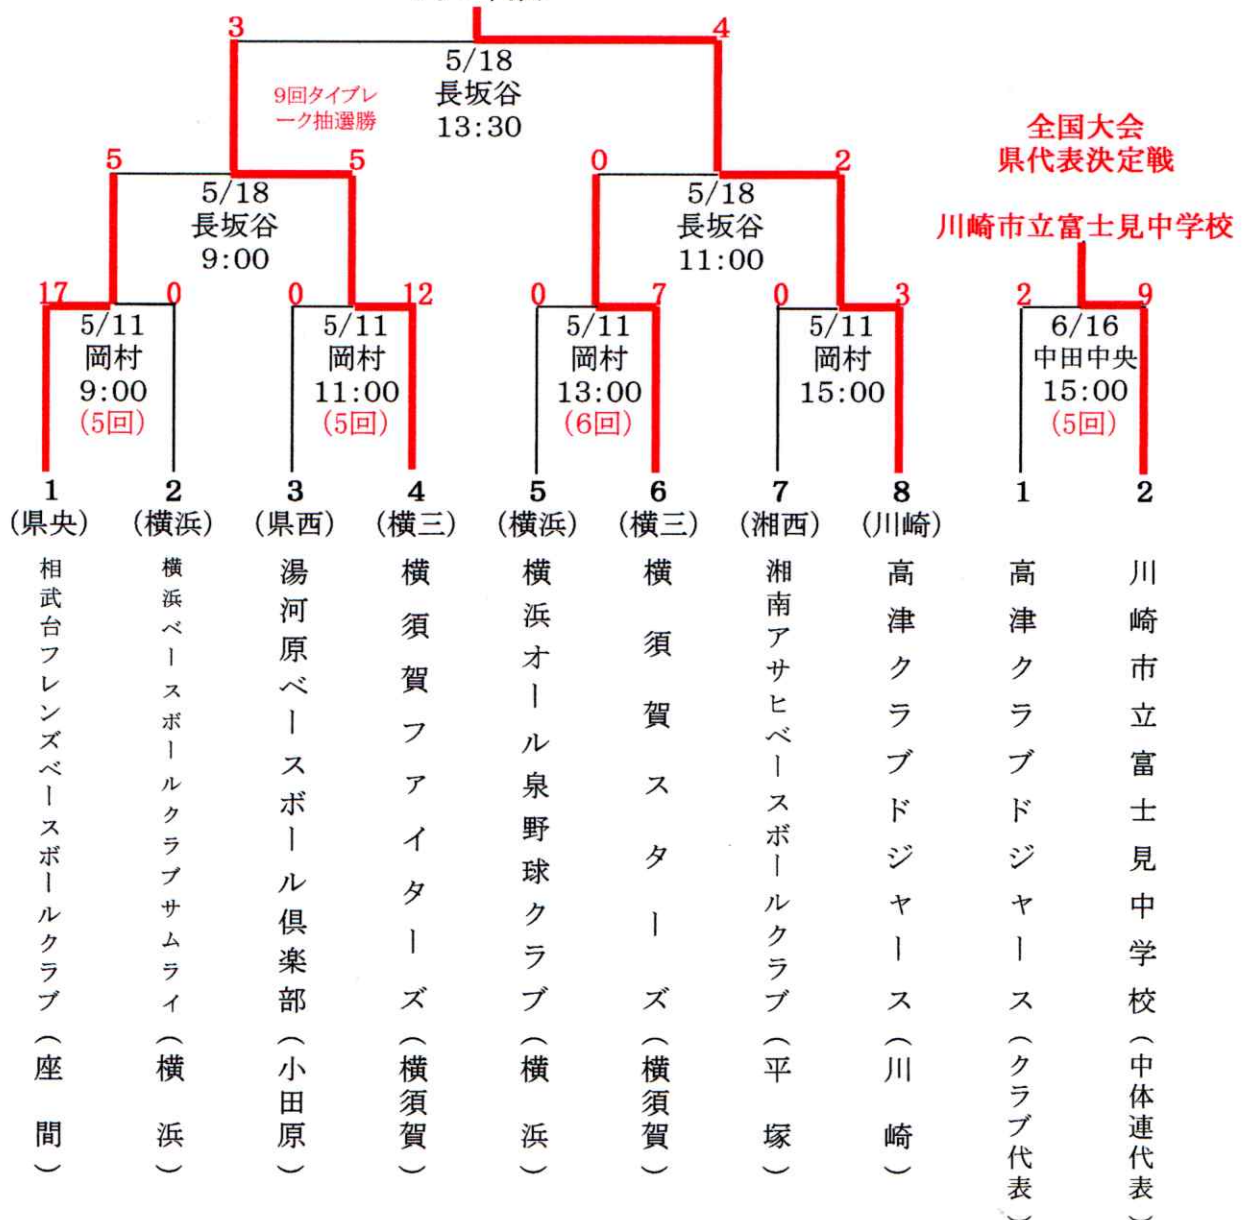 3
4
5/18
長坂谷
13:30
9回タイブレ
ーク抽選勝
全国大会
県代表決定戦
川崎市立富士見中学校
5
5
5/18
長坂谷
9:00
0
2
5/18
長坂谷
11:00
17
0
5/11
岡村
9:00
(5回)
0
12
5/11
岡村
11:00
(5回)
0
7
5/11
岡村
13:00
(6回)
0
3
5/11
岡村
15:00
2
9
6/16
中田中央
15:00
(5回)
1
(県央)
相武台フレンズベースボールクラブ(座間)
2
(横浜)
横浜ベースボールクラブサムライ(横浜)
3
(県西)
湯河原ベースボール倶楽部(小田原)
4
(横三)
横須賀ファイターズ(横須賀)
5
(横浜)
横浜オール泉野球クラブ(横浜)
6
(横三)
横須賀スターズ(横須賀)
7
(湘西)
湘南アサヒベースボールクラブ(平塚)
8
(川崎)
高津クラブドジャース(川崎)
1
高津クラブドジャース(クラブ代表)
2
川崎市立富士見中学校(中体連代表)